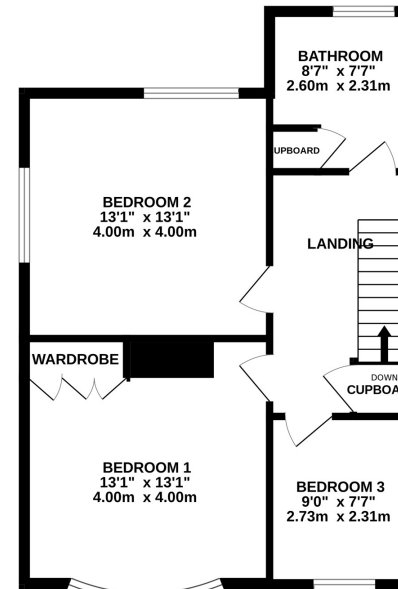 BATHROOM
8'7" x 7'7"
2.60m x 2.31m
UPBOARD
BEDROOM 2
13'1" x 13'1"
4.00m x 4.00m
LANDING
WARDROBE
DOWN
CUPBOA
BEDROOM 1
13'1" x 13'1"
4.00m x 4.00m
BEDROOM 3
9'0" x 7'7"
2.73m x 2.31m